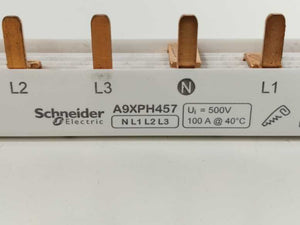 L2 L3 N L1
Schneider Electric
A9XPH457
N L1 L2 L3
Ui = 500V
100 A @ 40°C